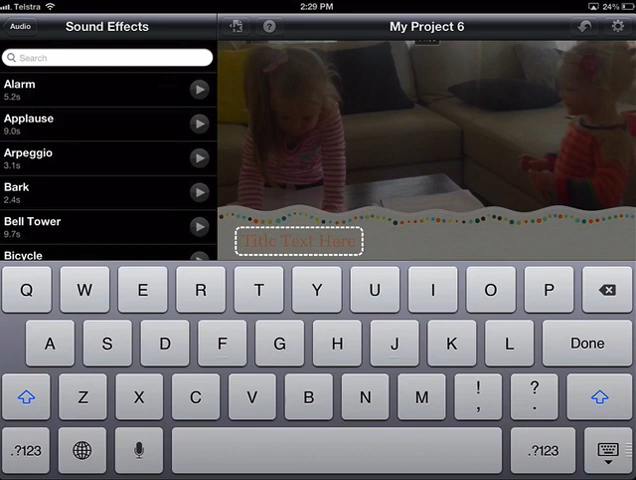 Telstra 2:29 PM 24%
Audio Sound Effects ? My Project 6
Search
Alarm
5.2s
Applause
9.0s
Arpeggio
3.1s
Bark
2.4s
Bell Tower
9.7s
Bicycle
Title Text Here
Q W E R T Y U I O P
A S D F G H J K L Done
Z X C V B N M ! , ? .
.?123 .?123